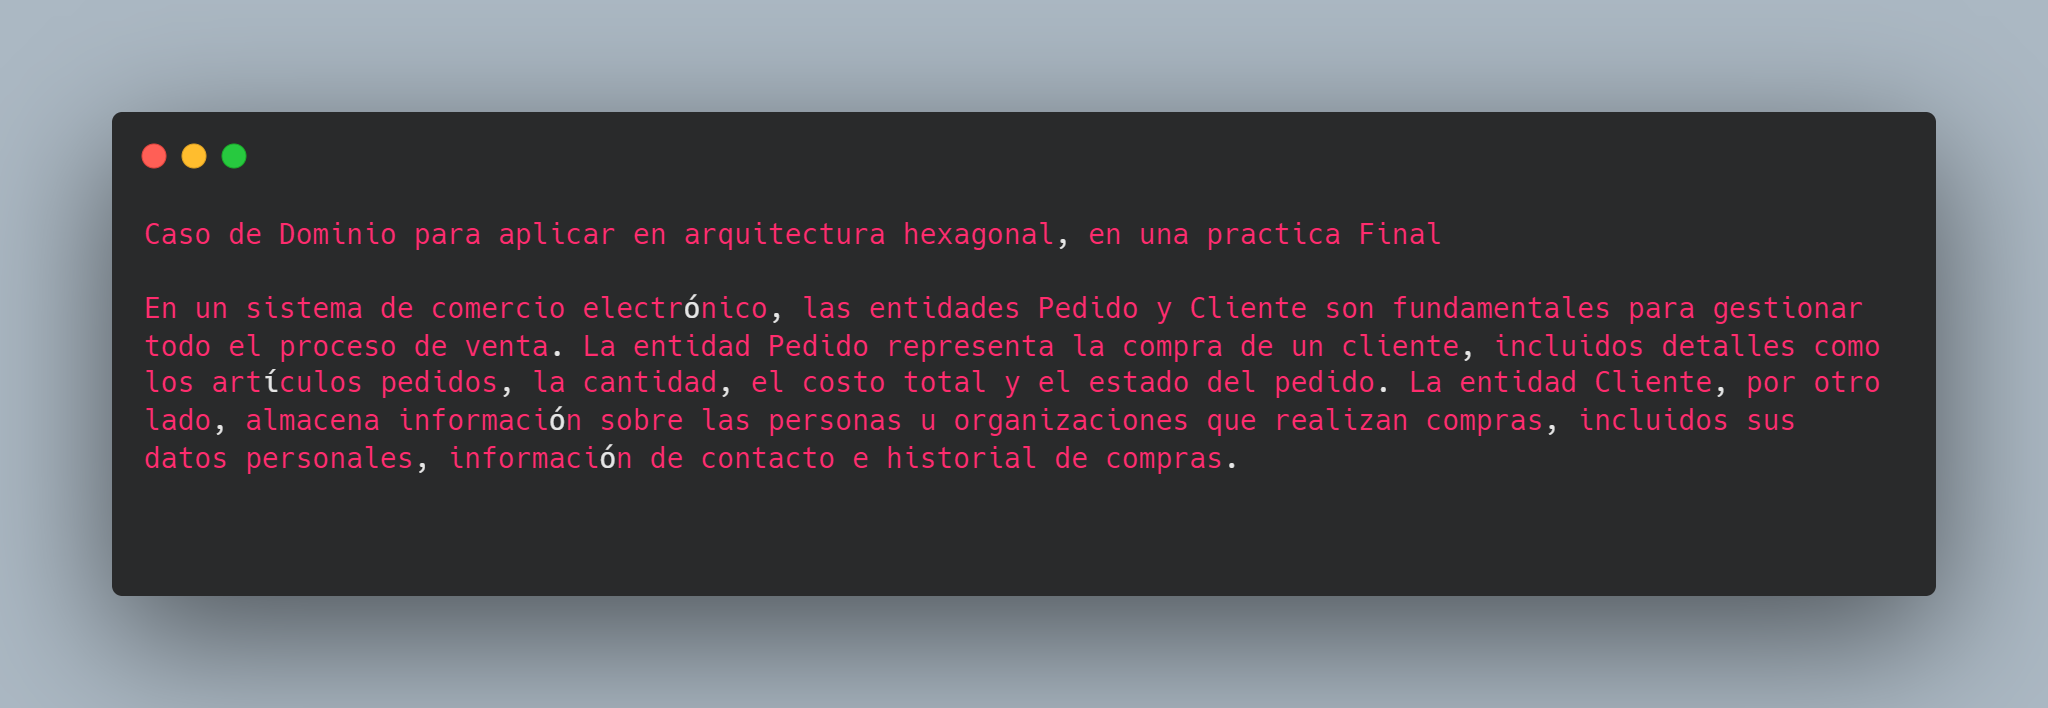 Caso de Dominio para aplicar en arquitectura hexagonal, en una practica Final
En un sistema de comercio electrónico, las entidades Pedido y Cliente son fundamentales para gestionar
todo el proceso de venta. La entidad Pedido representa la compra de un cliente, incluidos detalles como
los artículos pedidos, la cantidad, el costo total y el estado del pedido. La entidad Cliente, por otro
lado, almacena información sobre las personas u organizaciones que realizan compras, incluidos sus
datos personales, información de contacto e historial de compras.